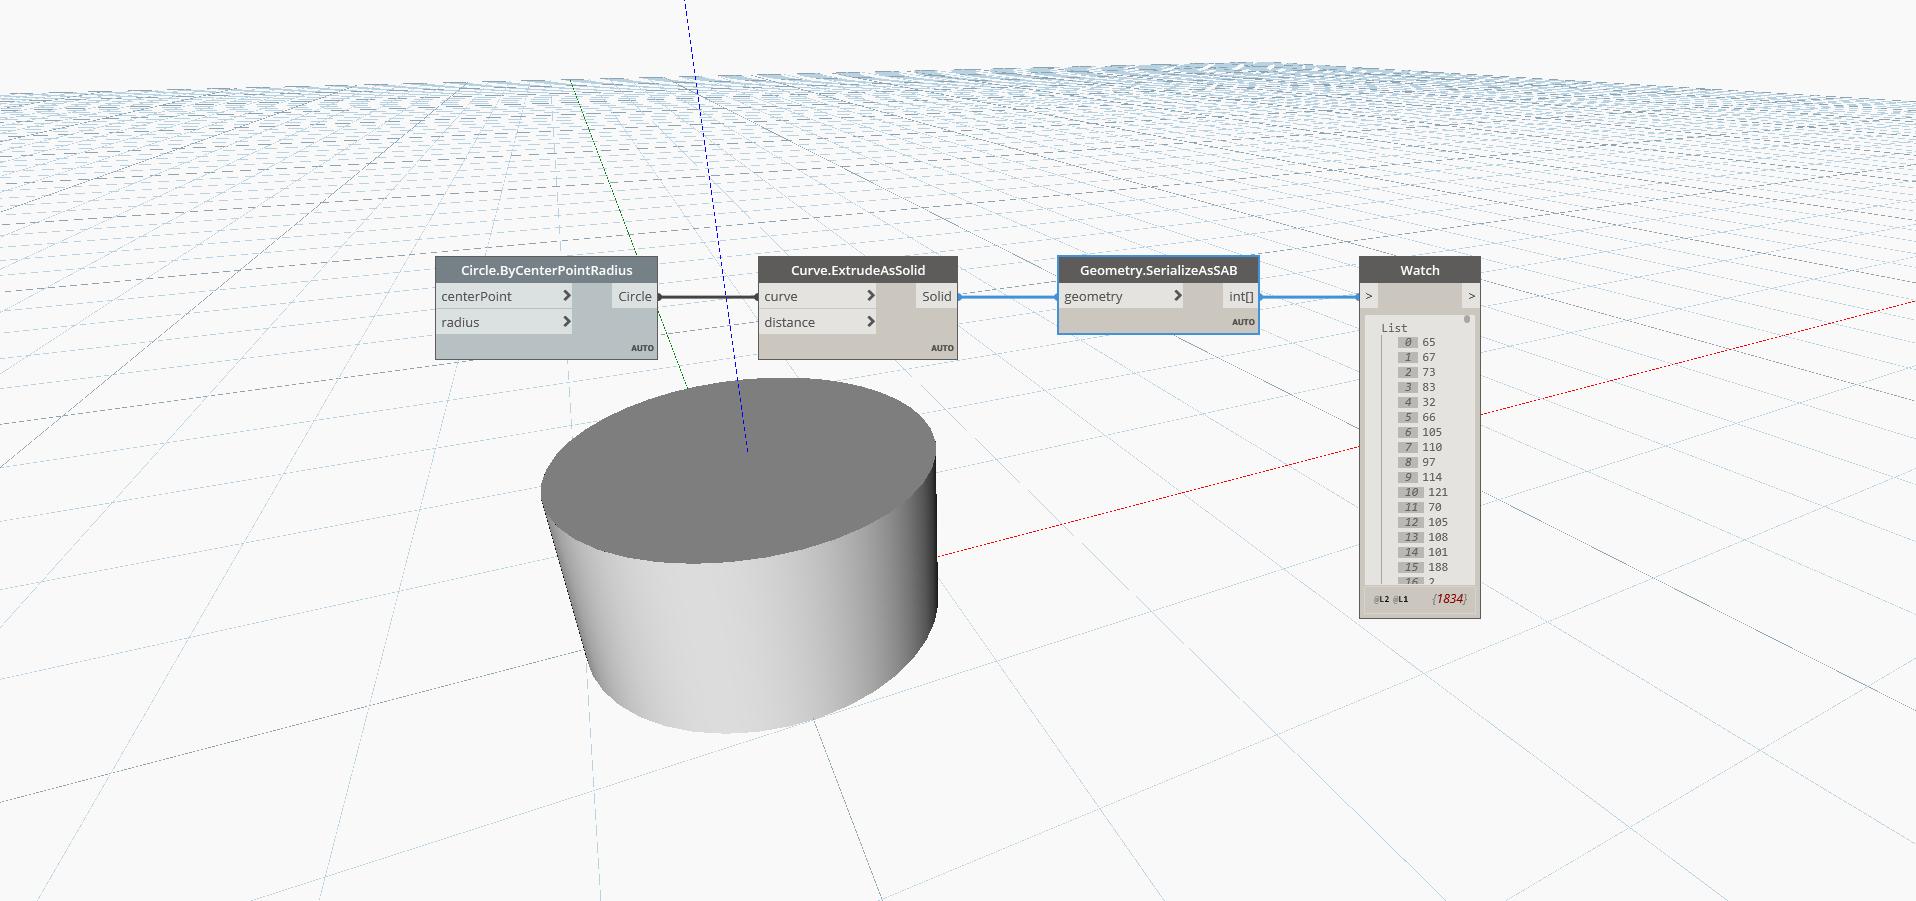 Circle.ByCenterPointRadius
centerPoint > Circle
radius >
AUTO
Curve.ExtrudeAsSolid
curve > Solid
distance >
AUTO
Geometry.SerializeAsSAB
geometry > int[]
AUTO
Watch
> >
List
0 65
1 67
2 73
3 83
4 32
5 66
6 105
7 110
8 97
9 114
10 121
11 70
12 105
13 108
14 101
15 188
16 2
@L2 @L1 {1834}